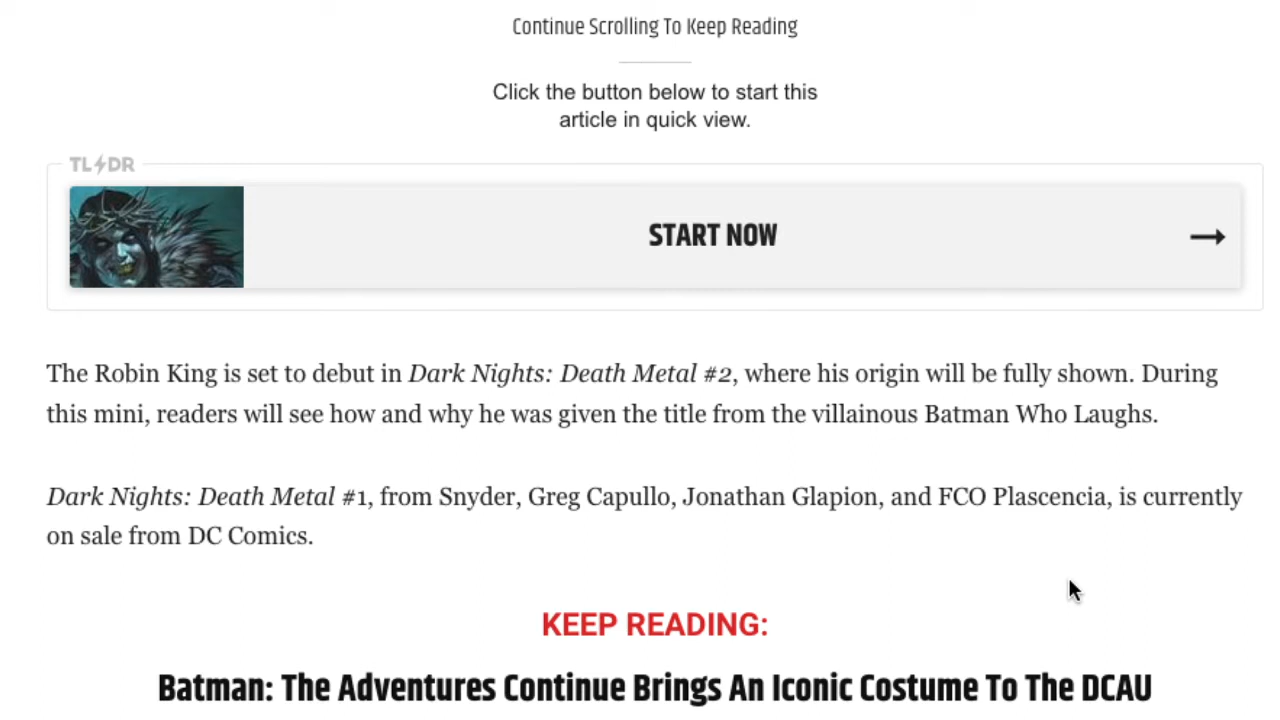 Continue Scrolling To Keep Reading
Click the button below to start this
article in quick view.
TL DR
START NOW
The Robin King is set to debut in Dark Nights: Death Metal #2, where his origin will be fully shown. During
this mini, readers will see how and why he was given the title from the villainous Batman Who Laughs.
Dark Nights: Death Metal #1, from Snyder, Greg Capullo, Jonathan Glapion, and FCO Plascencia, is currently
on sale from DC Comics.
KEEP READING:
Batman: The Adventures Continue Brings An Iconic Costume To The DCAU